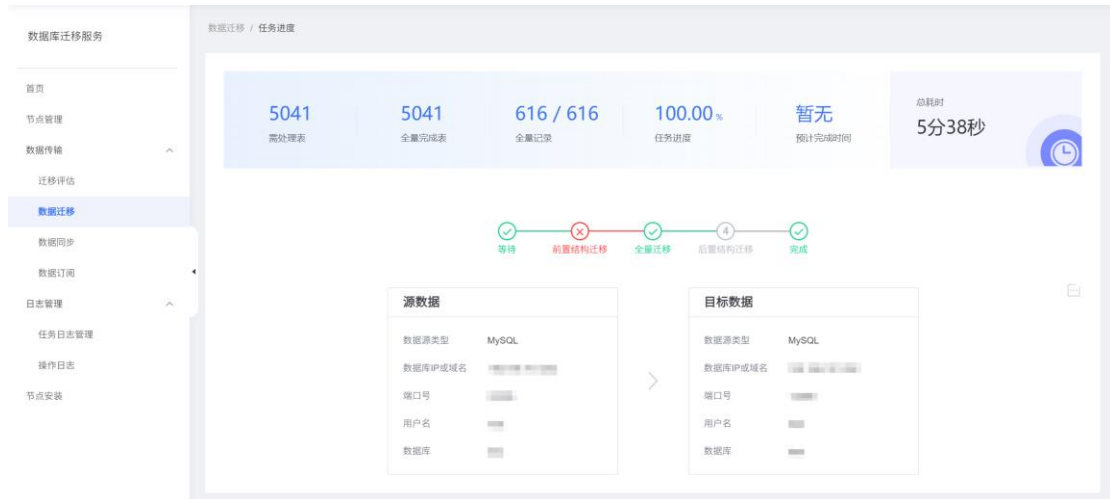 数据库迁移服务
首页
节点管理
数据传输
迁移评估
数据迁移
数据同步
数据订阅
日志管理
任务日志管理
操作日志
节点安装
数据迁移 / 任务进度
5041
需处理表
5041
全量完成表
616 / 616
全量记录
100.00 %
任务进度
暂无
预计完成时间
总耗时
5分38秒
等待
前置结构迁移
全量迁移
4
后置结构迁移
完成
源数据
数据源类型 MySQL
数据库IP或域名
端口号
用户名
数据库
目标数据
数据源类型 MySQL
数据库IP或域名
端口号
用户名
数据库